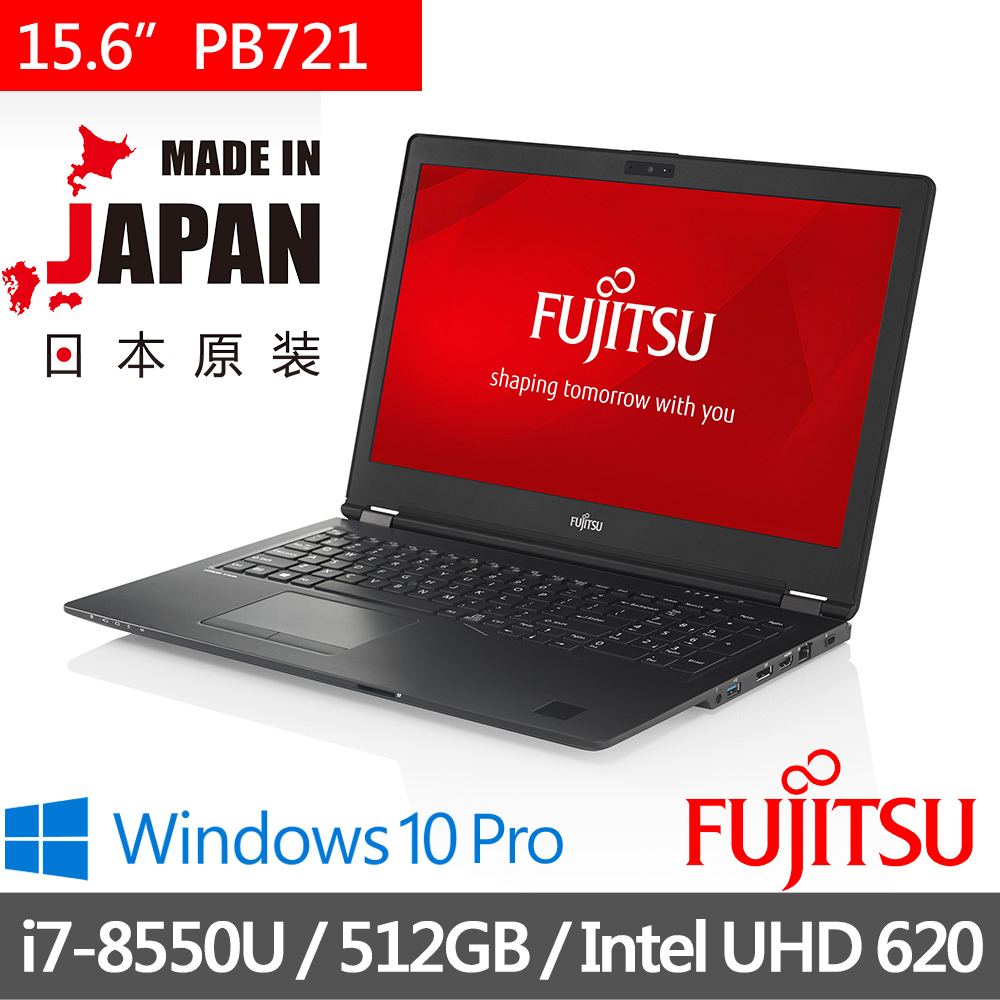 15.6” PB721
MADE IN
JAPAN
日本原装
FUJITSU
shaping tomorrow with you
FUJITSU
Windows 10 Pro
FUJITSU
i7-8550U / 512GB / Intel UHD 620